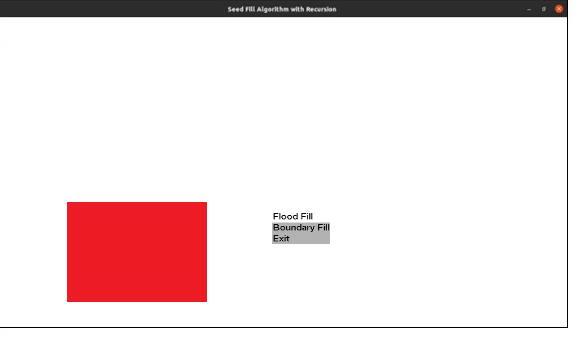 Seed Fill Algorithm with Recursion
Flood Fill
Boundary Fill
Exit